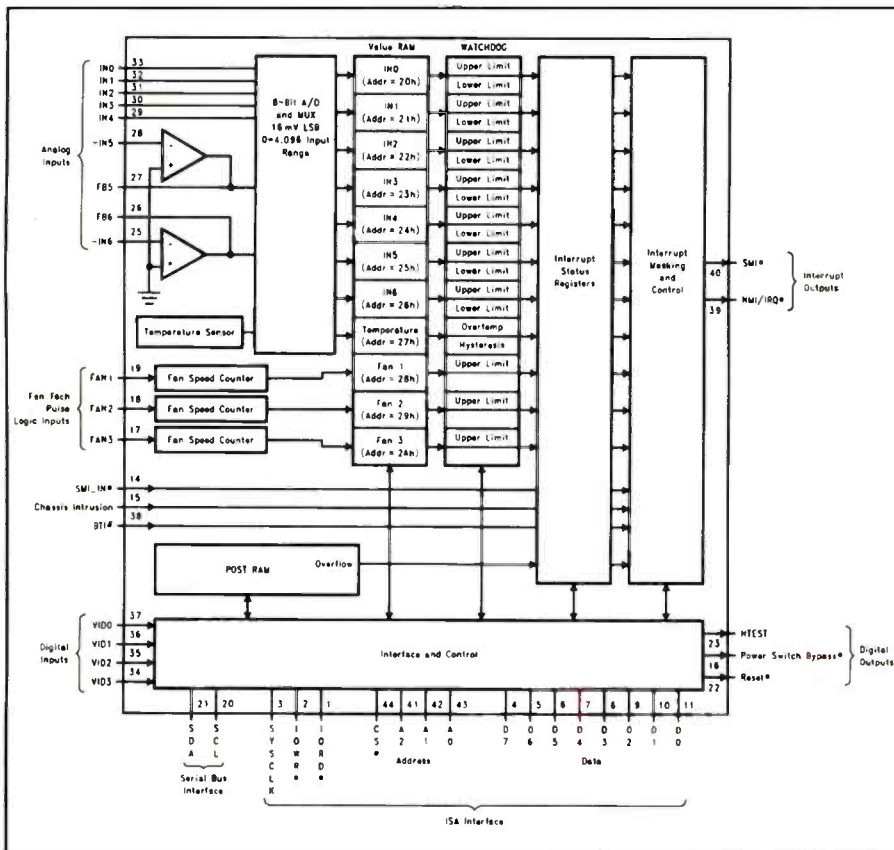 Value RAM
WATCHDOG
Analog Inputs
IN0 33
IN1 32
IN2 31
IN3 30
IN4 29
-IN5 28
FB5 27
FB6 26
-IN6 25
-
+
-
+
8-Bit A/D
and MUX
16 mV LSB
0-4.096 Input
Range
Temperature Sensor
IN0
(Addr = 20h)
IN1
(Addr = 21h)
IN2
(Addr = 22h)
IN3
(Addr = 23h)
IN4
(Addr = 24h)
IN5
(Addr = 25h)
IN6
(Addr = 26h)
Temperature
(Addr = 27h)
Fan 1
(Addr = 28h)
Fan 2
(Addr = 29h)
Fan 3
(Addr = 2Ah)
Upper Limit
Lower Limit
Upper Limit
Lower Limit
Upper Limit
Lower Limit
Upper Limit
Lower Limit
Upper Limit
Lower Limit
Upper Limit
Lower Limit
Upper Limit
Lower Limit
Overtemp
Hysteresis
Upper Limit
Upper Limit
Upper Limit
Interrupt
Status
Registers
Interrupt
Masking
and
Control
SMI*
40
NMI/IRQ*
39
Interrupt
Outputs
Fan Tach
Pulse
Logic Inputs
FAN1 19
Fan Speed Counter
FAN2 18
Fan Speed Counter
FAN3 17
Fan Speed Counter
SMI_IN* 14
Chassis Intrusion 15
BTI# 38
POST RAM
Overflow
Digital
Inputs
VID0 37
VID1 36
VID2 35
VID3 34
Interface and Control
NTEST
23
Power Switch Bypass*
16
Reset*
22
Digital
Outputs
21 20 3 2 1 44 41 42 43 4 5 6 7 8 9 10 11
SDA SCL SYSCLK IOWR* IORD* CS* A2 A1 A0 D7 D6 D5 D4 D3 D2 D1 D0
Address
Data
Serial Bus
Interface
ISA Interface